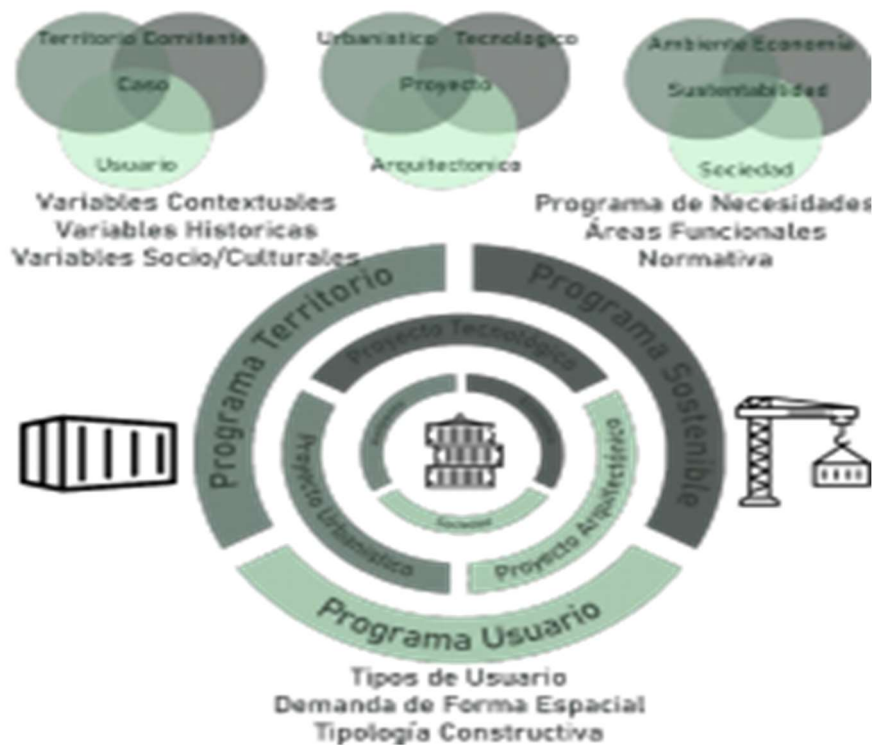 Territorio Comitente
Caso
Usuario
Urbanistico Tecnologico
Proyecto
Arquitectonica
Ambiente Economía
Sustentabilidad
Sociedad
Variables Contextuales
Variables Historicas
Variables Socio/Culturales
Programa de Necesidades
Áreas Funcionales
Normativa
Programa Territorio
Programa Sostenible
Programa Usuario
Proyecto Tecnológico
Proyecto Urbanístico
Proyecto Arquitectónico
Sociedad
Tipos de Usuario
Demanda de Forma Espacial
Tipología Constructiva